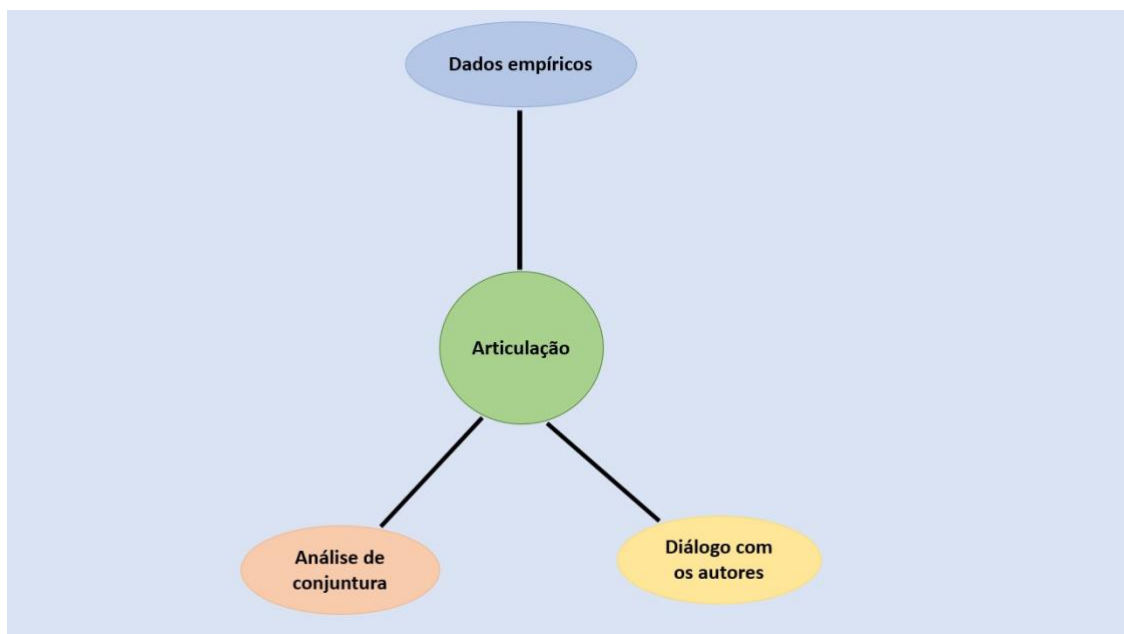 Dados empíricos
Articulação
Análise de
conjuntura
Diálogo com
os autores